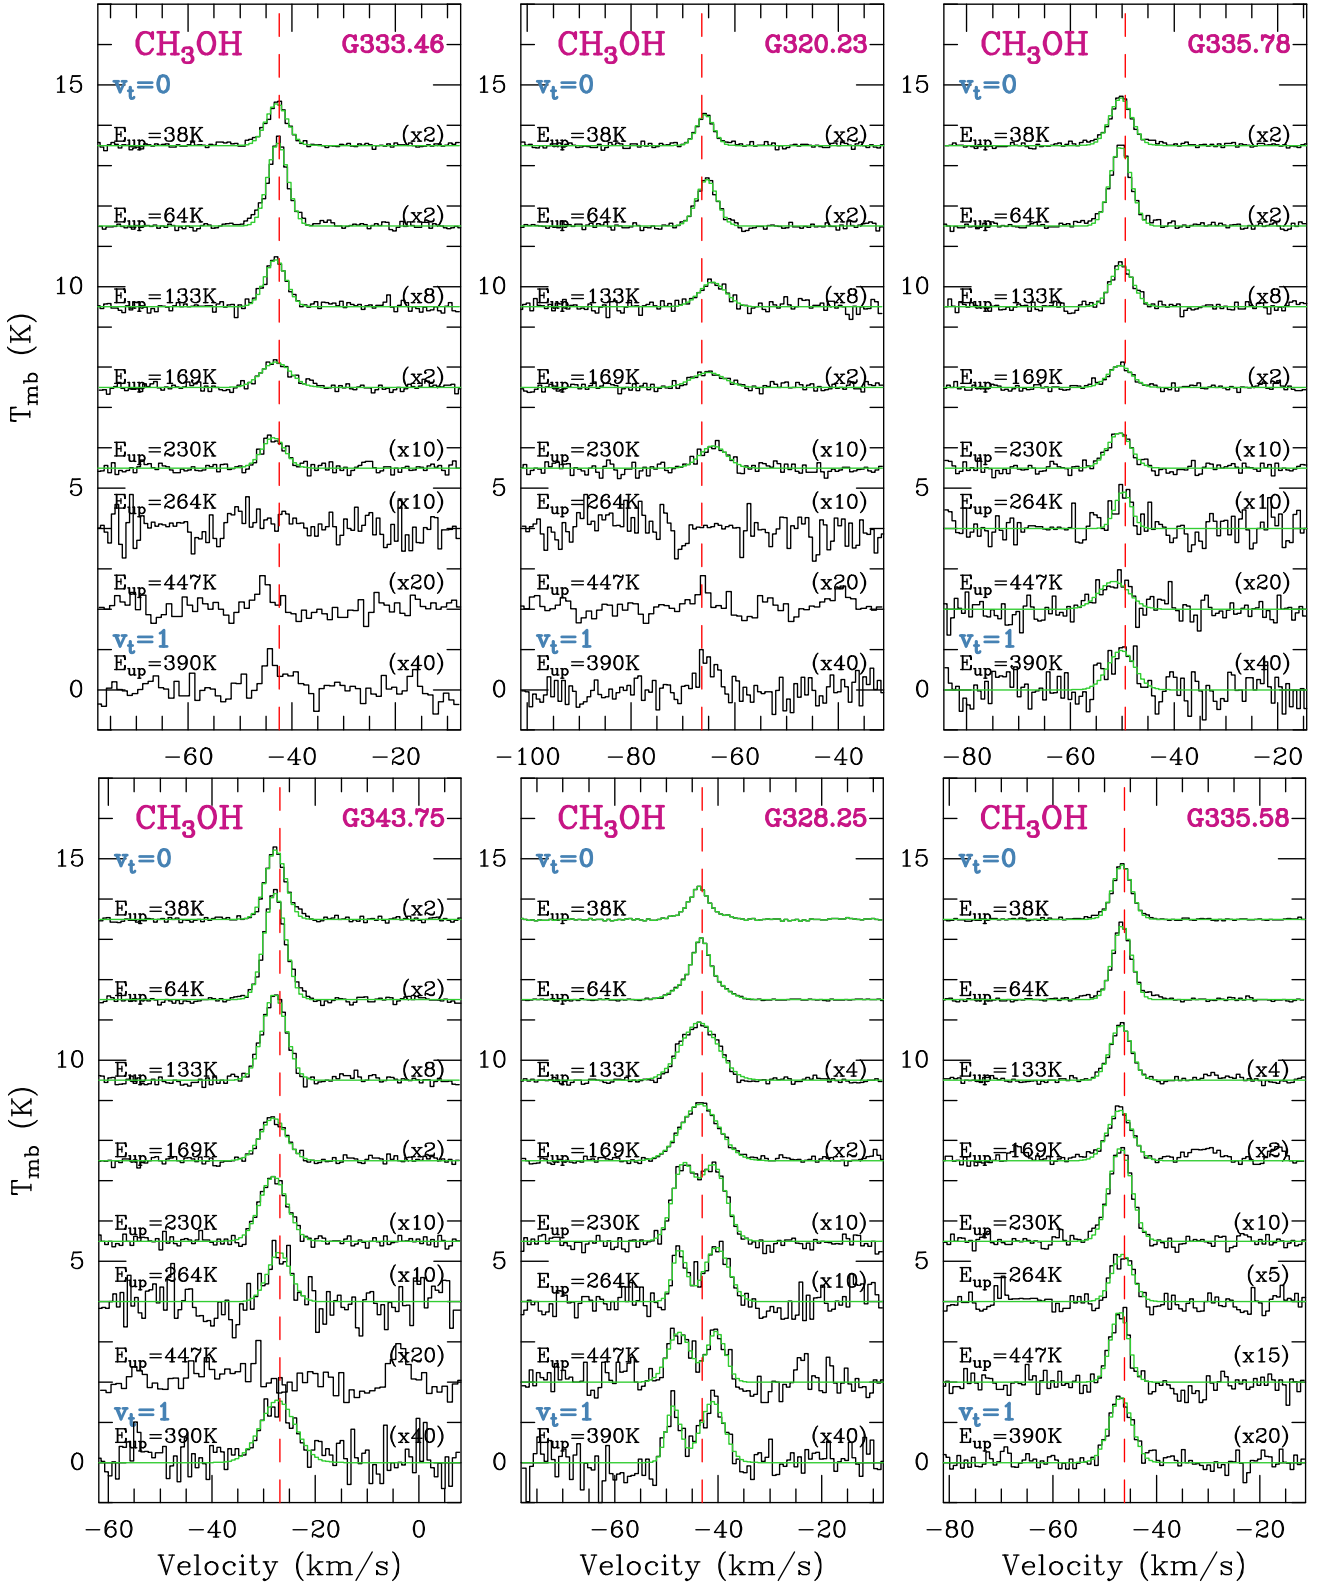 CH3OH G333.46
vt=0
15
Eup=38K (x2)
Eup=64K (x2)
10
Eup=133K (x8)
Eup=169K (x2)
Eup=230K (x10)
5
Eup=264K (x10)
Eup=447K (x20)
vt=1
Eup=390K (x40)
0
−60 −40 −20
Tmb (K)
CH3OH G320.23
vt=0
15
Eup=38K (x2)
Eup=64K (x2)
10
Eup=133K (x8)
Eup=169K (x2)
Eup=230K (x10)
5
Eup=264K (x10)
Eup=447K (x20)
vt=1
Eup=390K (x40)
0
−100 −80 −60 −40
CH3OH G335.78
vt=0
15
Eup=38K (x2)
Eup=64K (x2)
10
Eup=133K (x8)
Eup=169K (x2)
Eup=230K (x10)
5
Eup=264K (x10)
Eup=447K (x20)
vt=1
Eup=390K (x40)
0
−80 −60 −40 −20
CH3OH G343.75
vt=0
15
Eup=38K (x2)
Eup=64K (x2)
10
Eup=133K (x8)
Eup=169K (x2)
Eup=230K (x10)
5
Eup=264K (x10)
Eup=447K (x20)
vt=1
Eup=390K (x40)
0
−60 −40 −20 0
Velocity (km/s)
Tmb (K)
CH3OH G328.25
vt=0
15
Eup=38K
Eup=64K
10
Eup=133K (x4)
Eup=169K (x2)
Eup=230K (x10)
5
Eup=264K (x10)
Eup=447K (x20)
vt=1
Eup=390K (x40)
0
−60 −40 −20
Velocity (km/s)
CH3OH G335.58
vt=0
15
Eup=38K
Eup=64K
10
Eup=133K (x4)
Eup=169K (x2)
Eup=230K (x10)
5
Eup=264K (x5)
Eup=447K (x15)
vt=1
Eup=390K (x20)
0
−80 −60 −40 −20
Velocity (km/s)